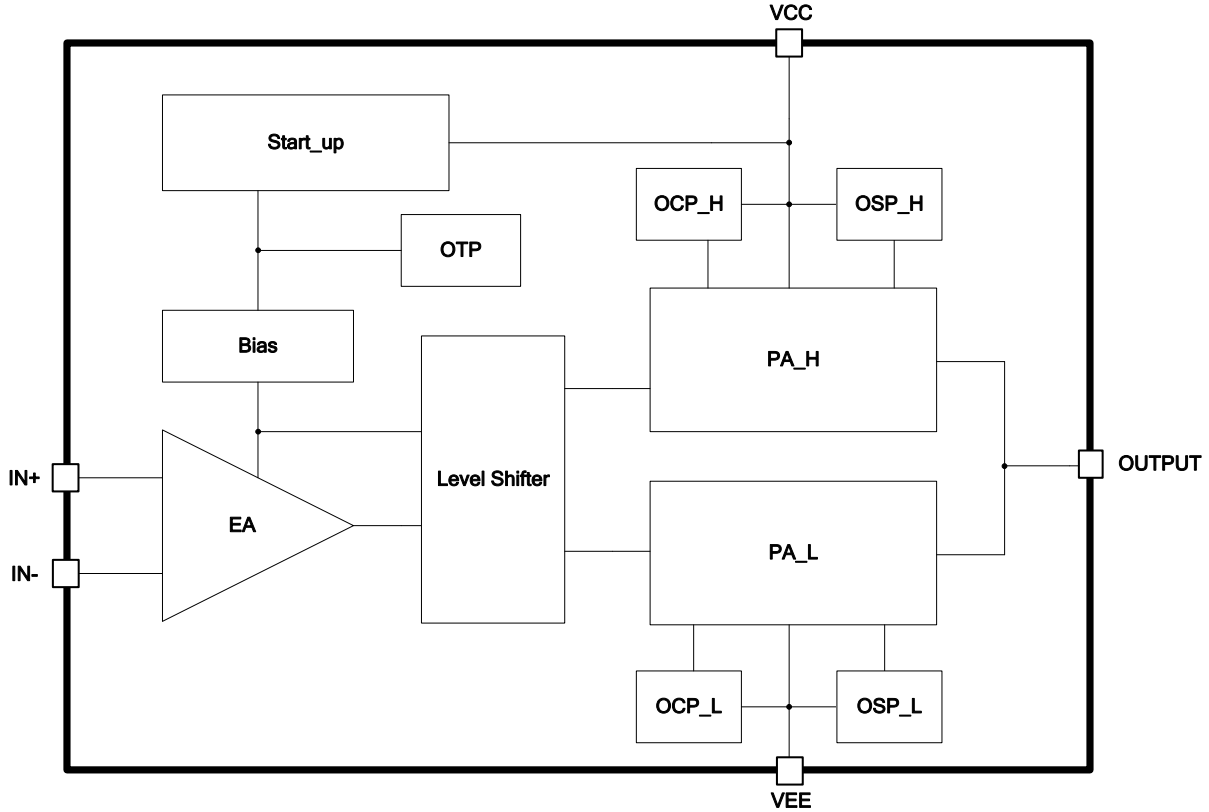 VCC
Start_up
OCP_H
OSP_H
OTP
Bias
PA_H
IN+
Level Shifter
OUTPUT
EA
PA_L
IN-
OCP_L
OSP_L
VEE